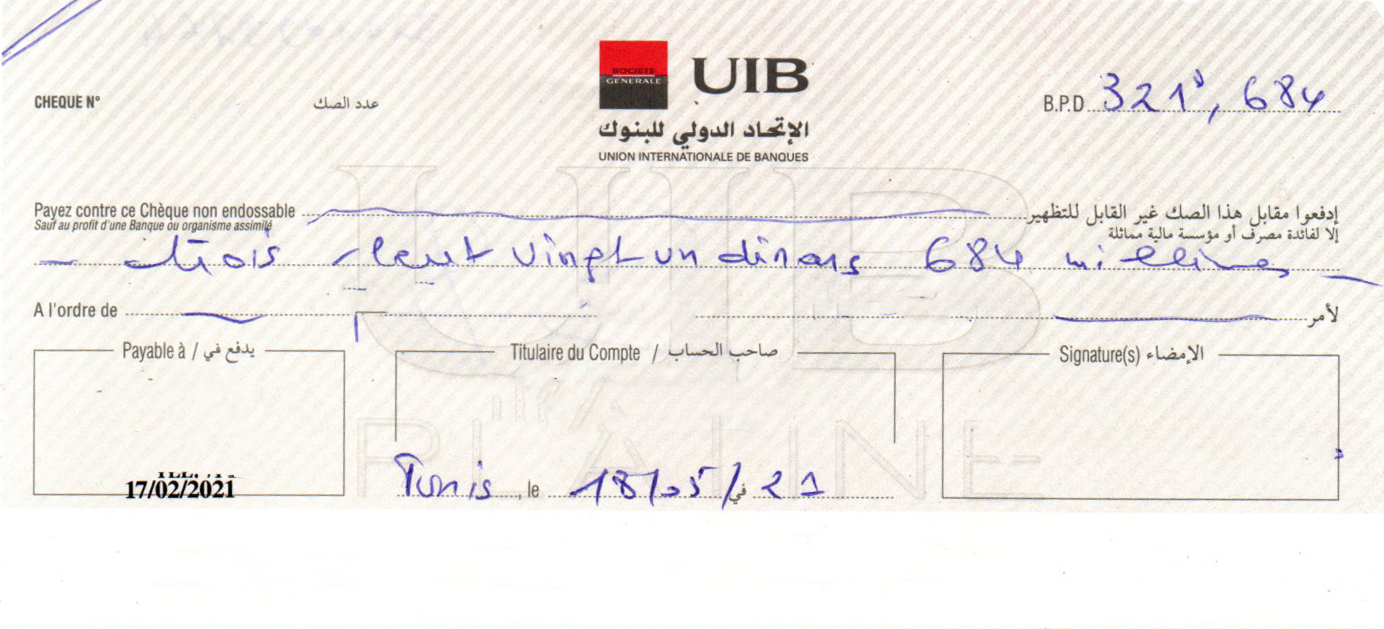 SOCIETE GENERALE
UIB
الإتحاد الدولي للبنوك
UNION INTERNATIONALE DE BANQUES
CHEQUE N° عدد الصك
B.P.D 321d, 684
Payez contre ce Chèque non endossable إدفعوا مقابل هذا الصك غير القابل للتظهير
Sauf au profit d'une Banque ou organisme assimilé إلا لفائدة مصرف أو مؤسسة مالية مماثلة
trois cent vingt un dinars 684 millimes
A l'ordre de لأمر
Payable à / يدفع في
Titulaire du Compte / صاحب الحساب
Signature(s) الإمضاء
17/02/2021
Tunis, le 18/05/21 في